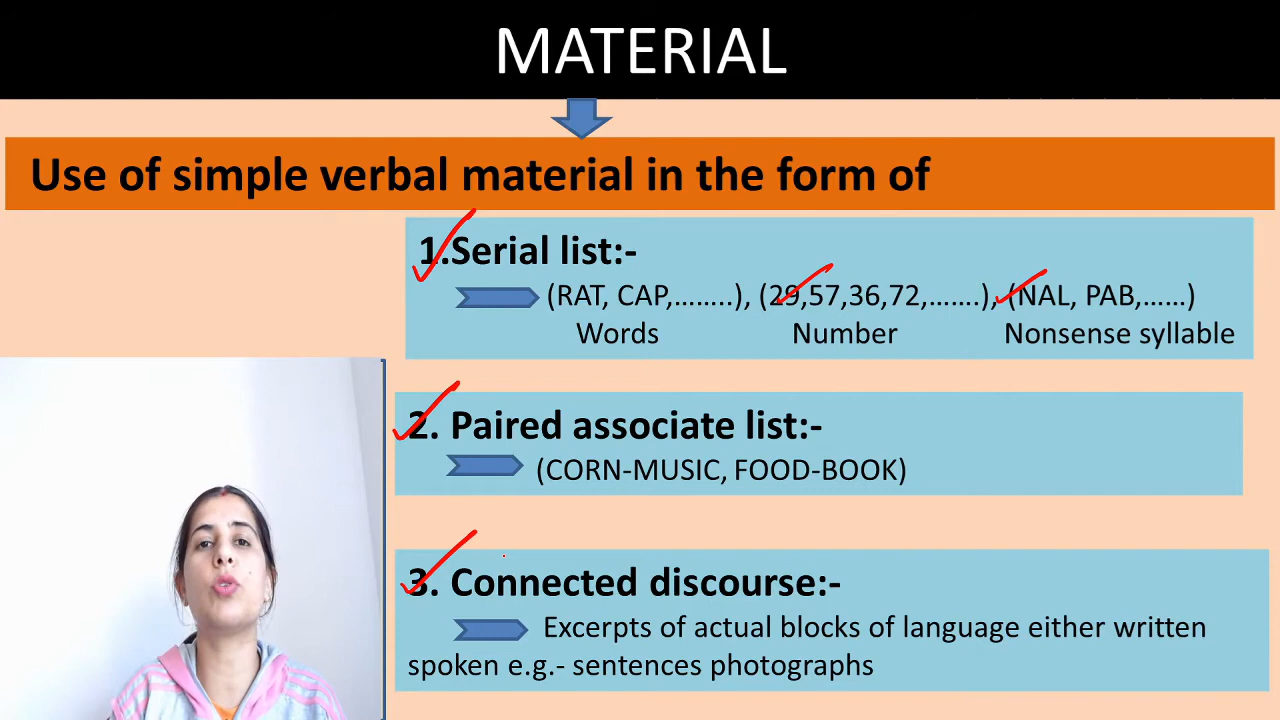 MATERIAL
Use of simple verbal material in the form of
1.Serial list:-
(RAT, CAP,........), (29,57,36,72,.......), (NAL, PAB,......)
Words Number Nonsense syllable
2. Paired associate list:-
(CORN-MUSIC, FOOD-BOOK)
3. Connected discourse:-
Excerpts of actual blocks of language either written
spoken e.g.- sentences photographs